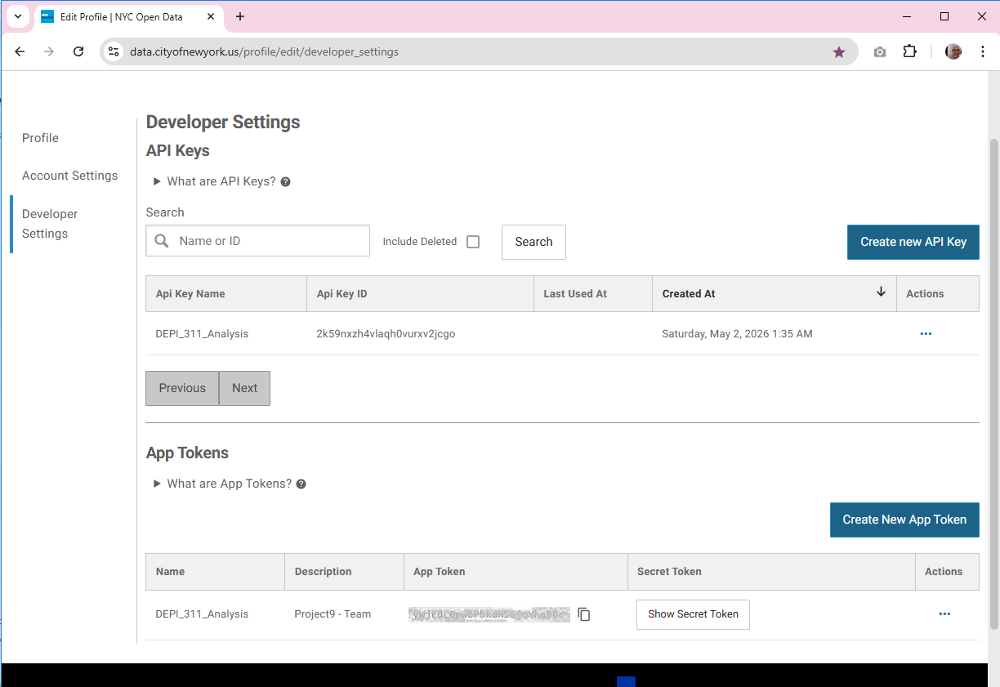 Edit Profile | NYC Open Data
data.cityofnewyork.us/profile/edit/developer_settings
Profile
Account Settings
Developer
Settings
Developer Settings
API Keys
What are API Keys?
Search
Name or ID
Include Deleted
Search
Create new API Key
Api Key Name Api Key ID Last Used At Created At Actions
DEPI_311_Analysis 2k59nxzh4vlaqh0vurxv2jcgo Saturday, May 2, 2026 1:35 AM
Previous Next
App Tokens
What are App Tokens?
Create New App Token
Name Description App Token Secret Token Actions
DEPI_311_Analysis Project9 - Team Show Secret Token